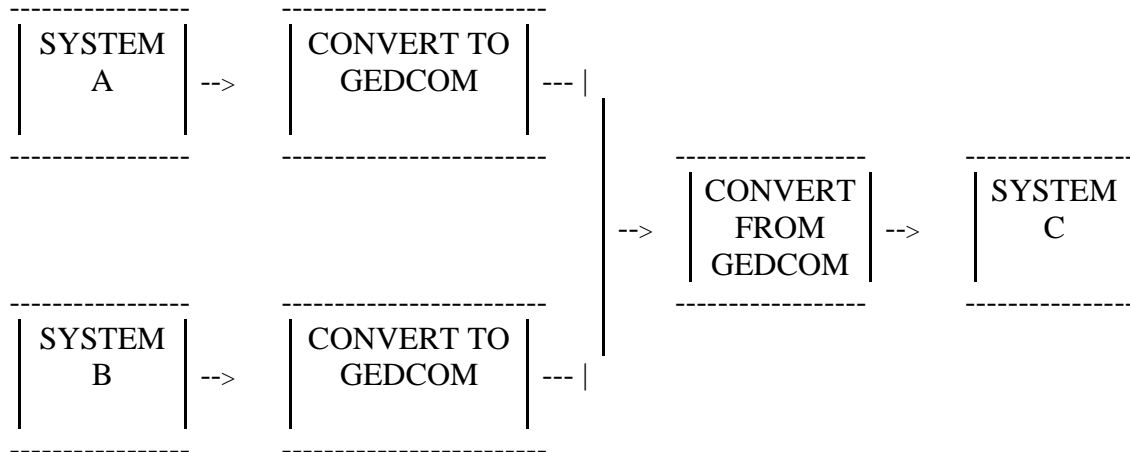 SYSTEM
A
-->
CONVERT TO
GEDCOM
--- |
CONVERT
FROM
GEDCOM
-->
-->
SYSTEM
C
SYSTEM
B
-->
CONVERT TO
GEDCOM
--- |